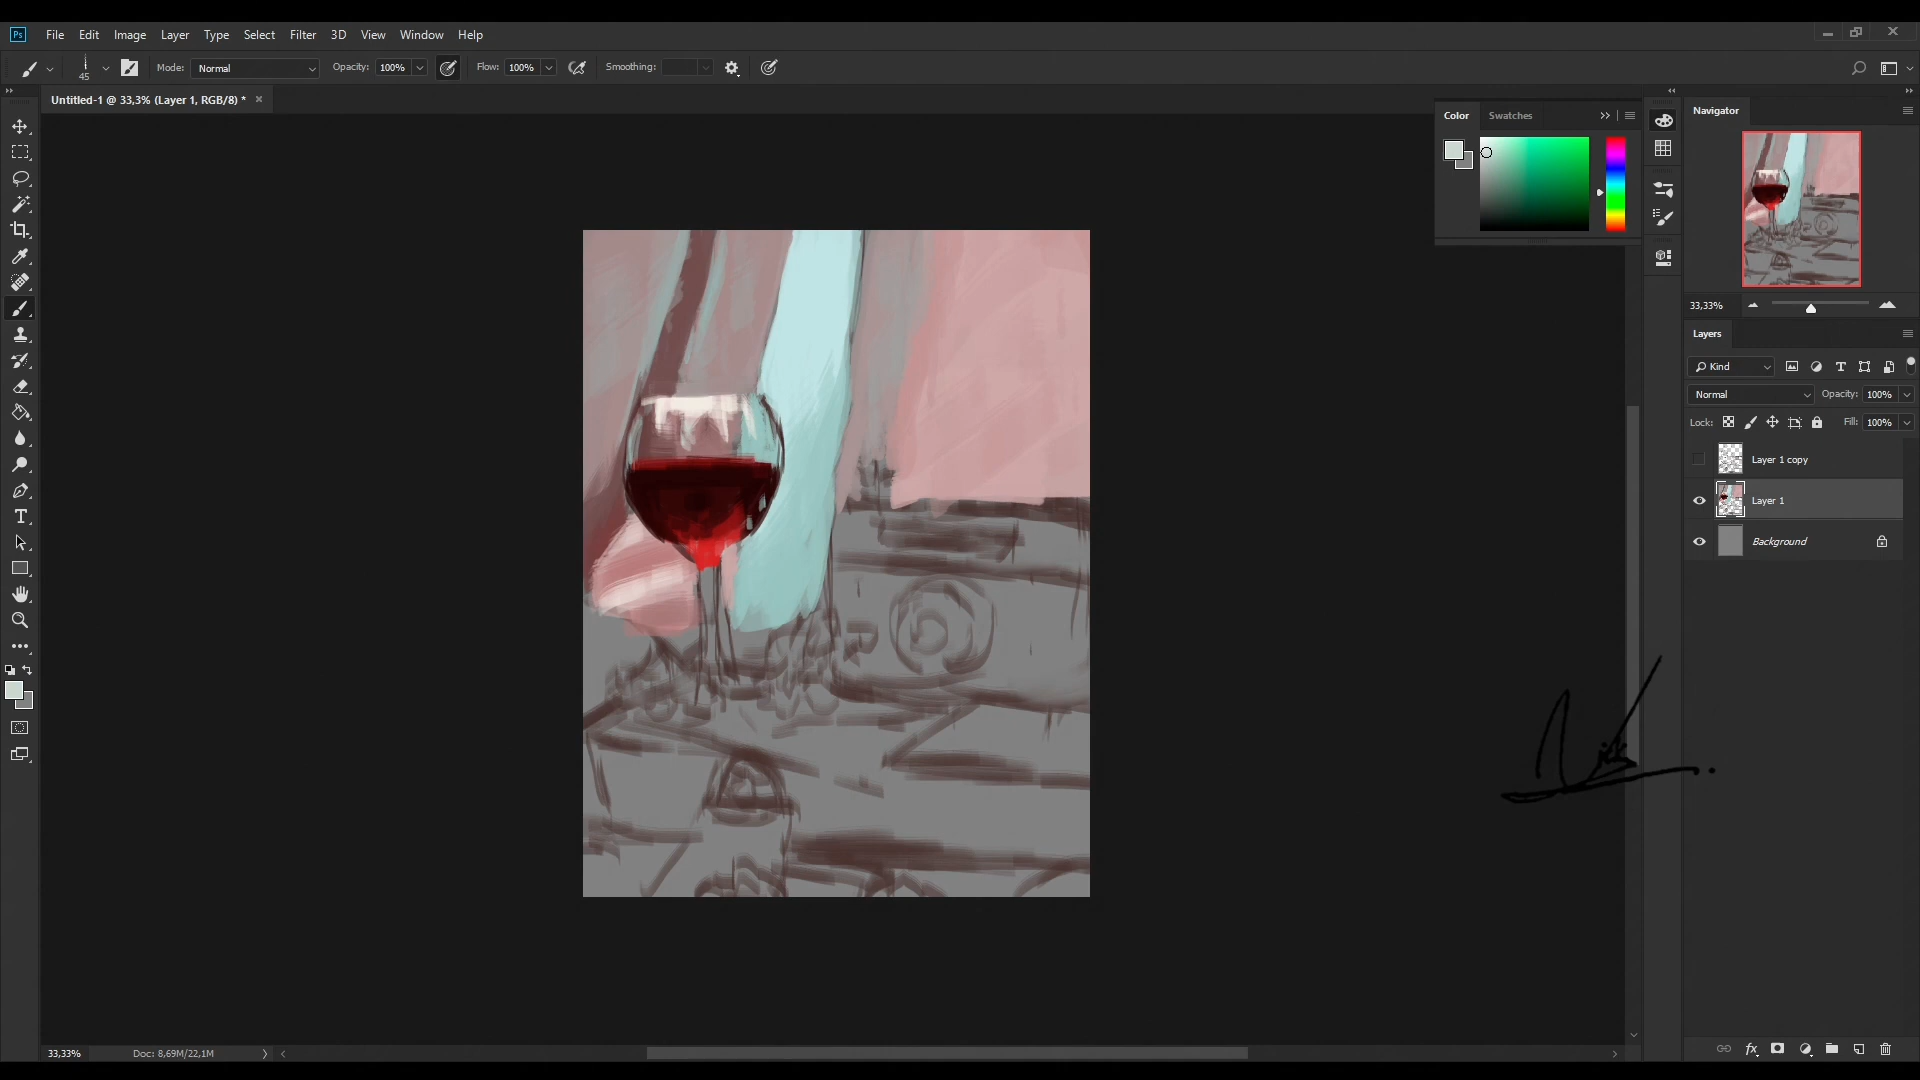 Ps File Edit Image Layer Type Select Filter 3D View Window Help
45 Mode: Normal Opacity: 100% Flow: 100% Smoothing:
Untitled-1 @ 33,3% (Layer 1, RGB/8) *
Color Swatches
Navigator
33,33%
Layers
Kind
Normal Opacity: 100%
Lock: Fill: 100%
Layer 1 copy
Layer 1
Background
33,33% Doc: 8,69M/22,1M